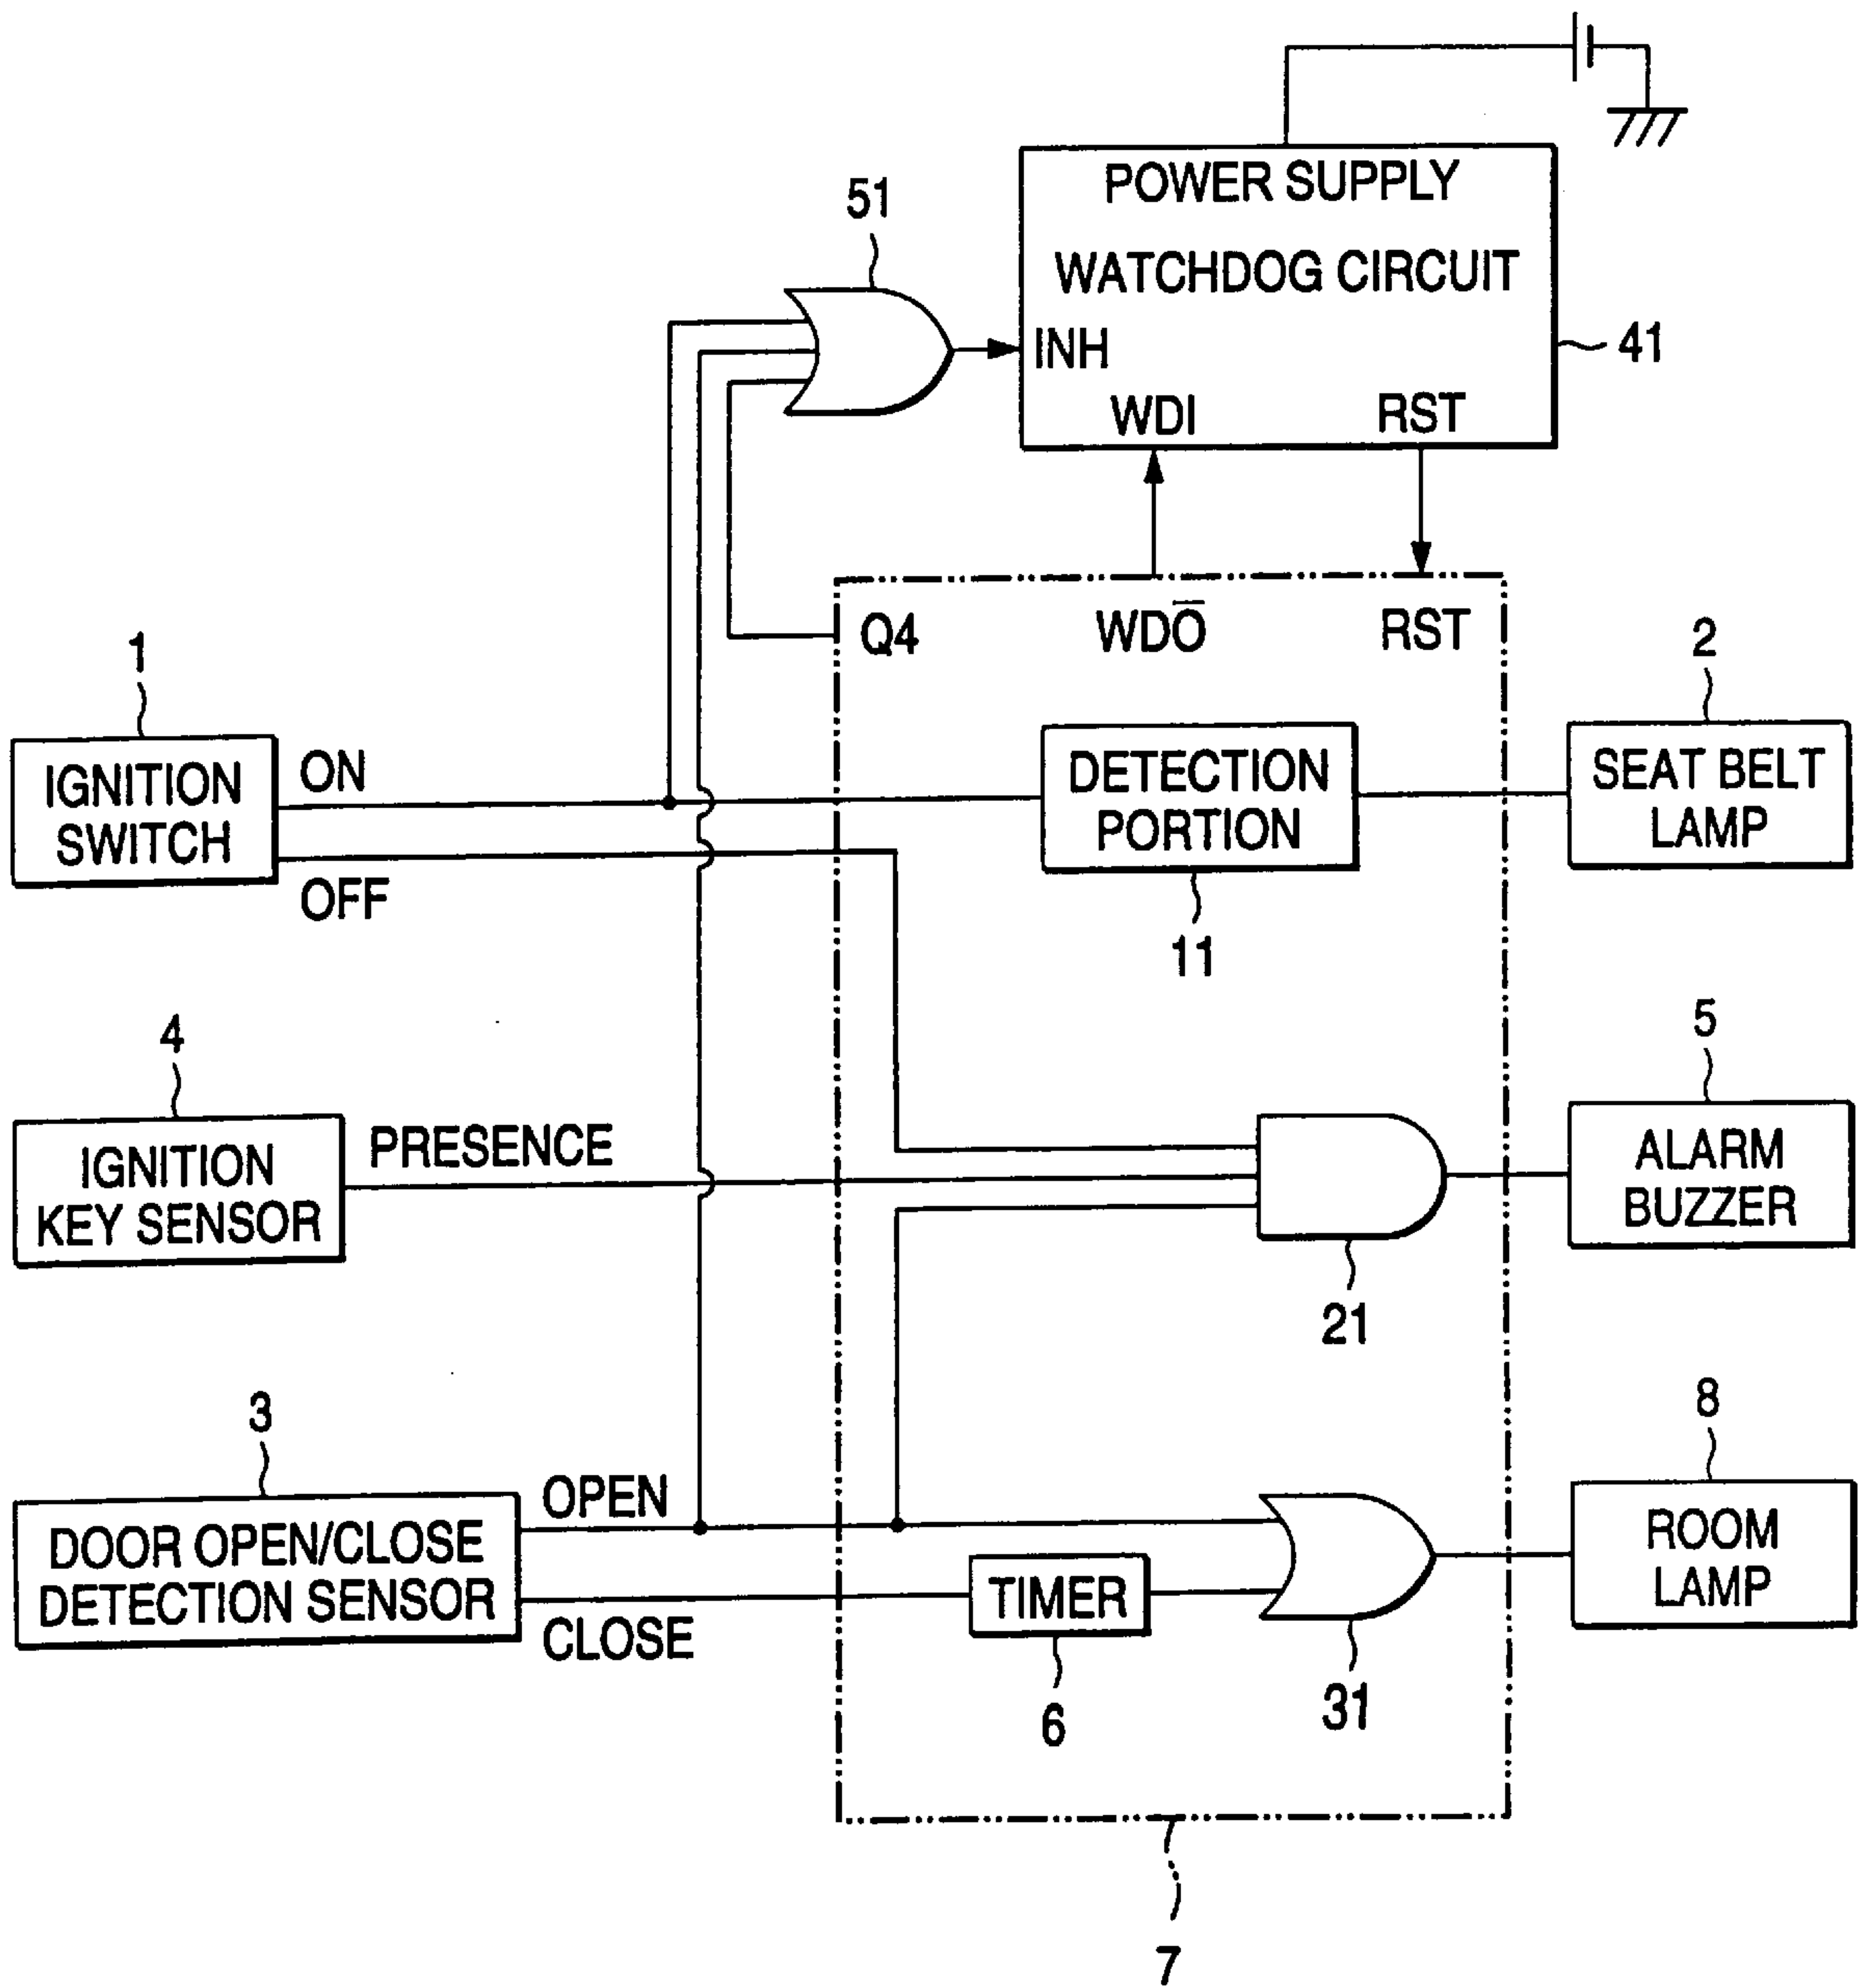 POWER SUPPLY
51
WATCHDOG CIRCUIT
INH
41
WDI
RST
Q4
WDO̅
RST
1
2
IGNITION
SWITCH
ON
OFF
DETECTION
PORTION
SEAT BELT
LAMP
11
4
5
IGNITION
KEY SENSOR
PRESENCE
ALARM
BUZZER
21
3
8
DOOR OPEN/CLOSE
DETECTION SENSOR
OPEN
CLOSE
TIMER
ROOM
LAMP
6
31
7